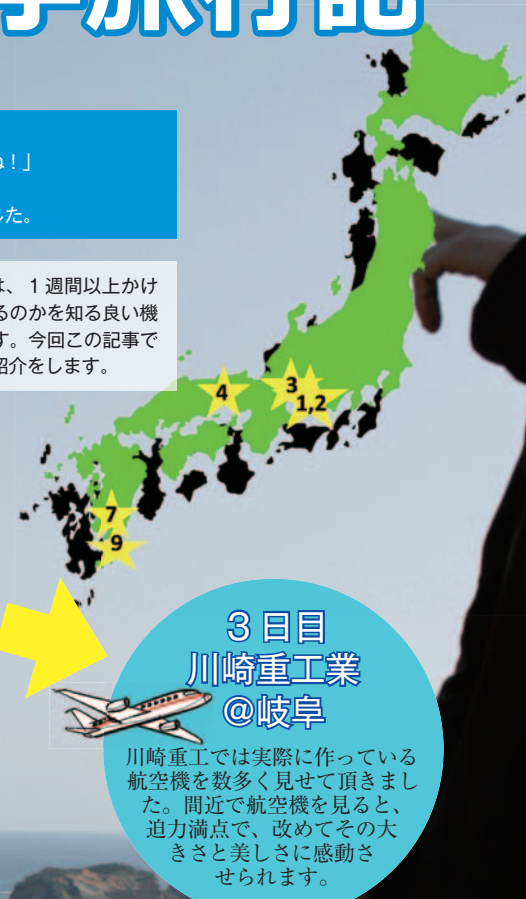 学旅行記
ね!」
した。
は、1週間以上かけ
るのかを知る良い機
す。今回この記事で
紹介をします。
4
3
1,2
7
9
3日目
川崎重工業
@岐阜
川崎重工では実際に作っている
航空機を数多く見せて頂きまし
た。間近で航空機を見ると、
迫力満点で、改めてその大
きさと美しさに感動さ
せられます。